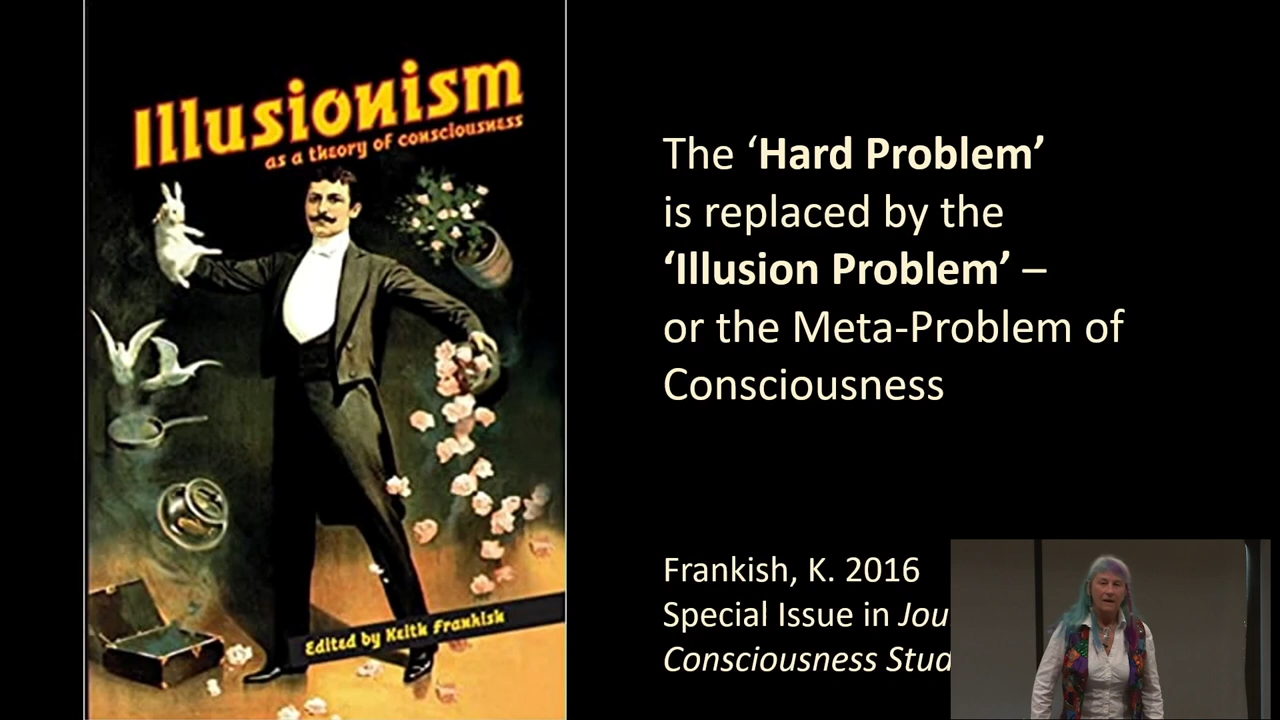 Illusionism
as a theory of consciousness
Edited by Keith Frankish
The ‘Hard Problem’
is replaced by the
‘Illusion Problem’ –
or the Meta-Problem of
Consciousness
Frankish, K. 2016
Special Issue in Jou
Consciousness Stud